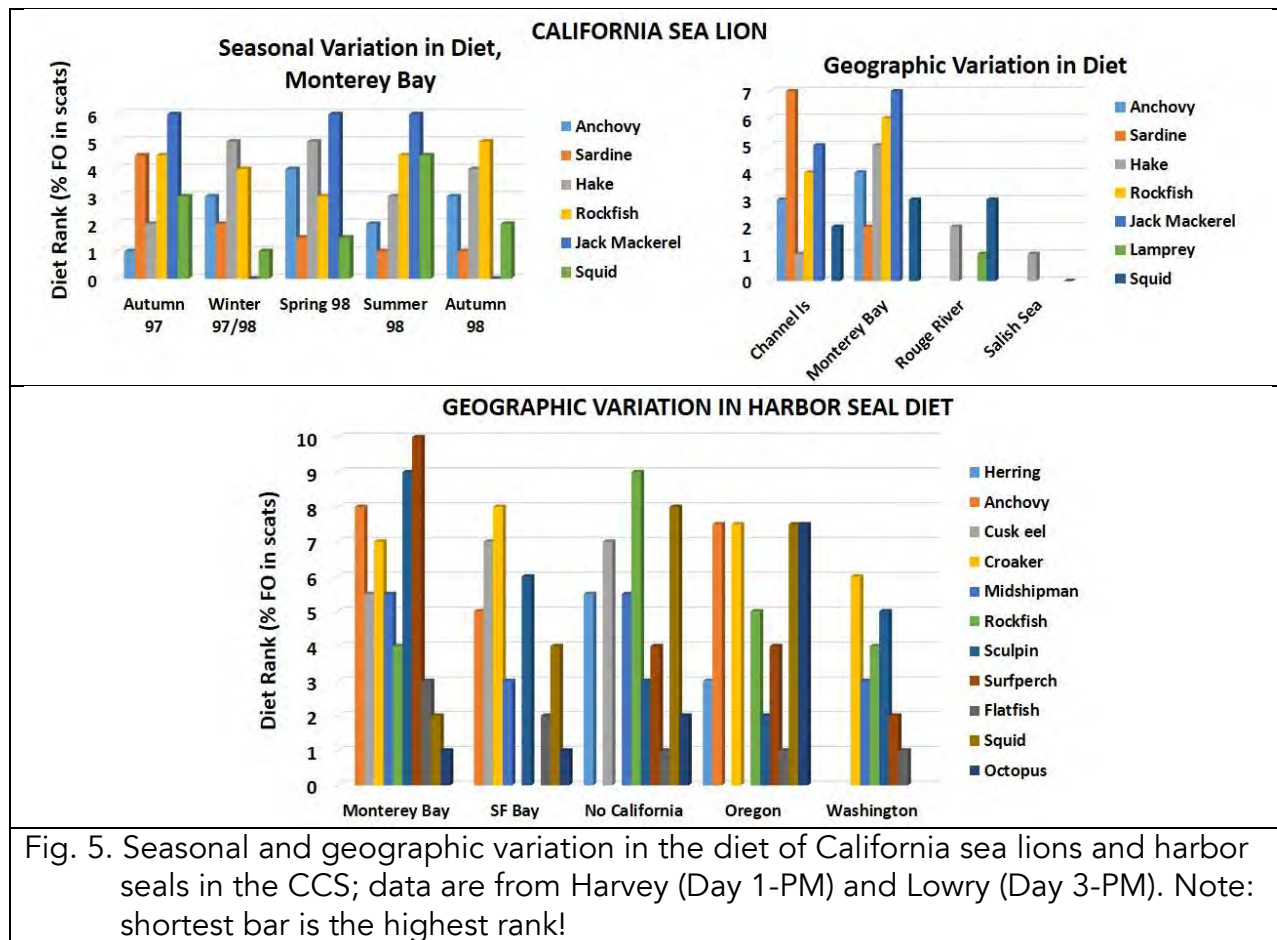 CALIFORNIA SEA LION
Seasonal Variation in Diet,
Monterey Bay
Diet Rank (% FO in scats)
6
5
4
3
2
1
0
Autumn
97
Winter
97/98
Spring 98
Summer
98
Autumn
98
Anchovy
Sardine
Hake
Rockfish
Jack Mackerel
Squid
Geographic Variation in Diet
7
6
5
4
3
2
1
0
Channel Is
Monterey Bay
Rouge River
Salish Sea
Anchovy
Sardine
Hake
Rockfish
Jack Mackerel
Lamprey
Squid
GEOGRAPHIC VARIATION IN HARBOR SEAL DIET
Diet Rank (% FO in scats)
10
9
8
7
6
5
4
3
2
1
0
Monterey Bay
SF Bay
No California
Oregon
Washington
Herring
Anchovy
Cusk eel
Croaker
Midshipman
Rockfish
Sculpin
Surfperch
Flatfish
Squid
Octopus
Fig. 5. Seasonal and geographic variation in the diet of California sea lions and harbor
seals in the CCS; data are from Harvey (Day 1-PM) and Lowry (Day 3-PM). Note:
shortest bar is the highest rank!